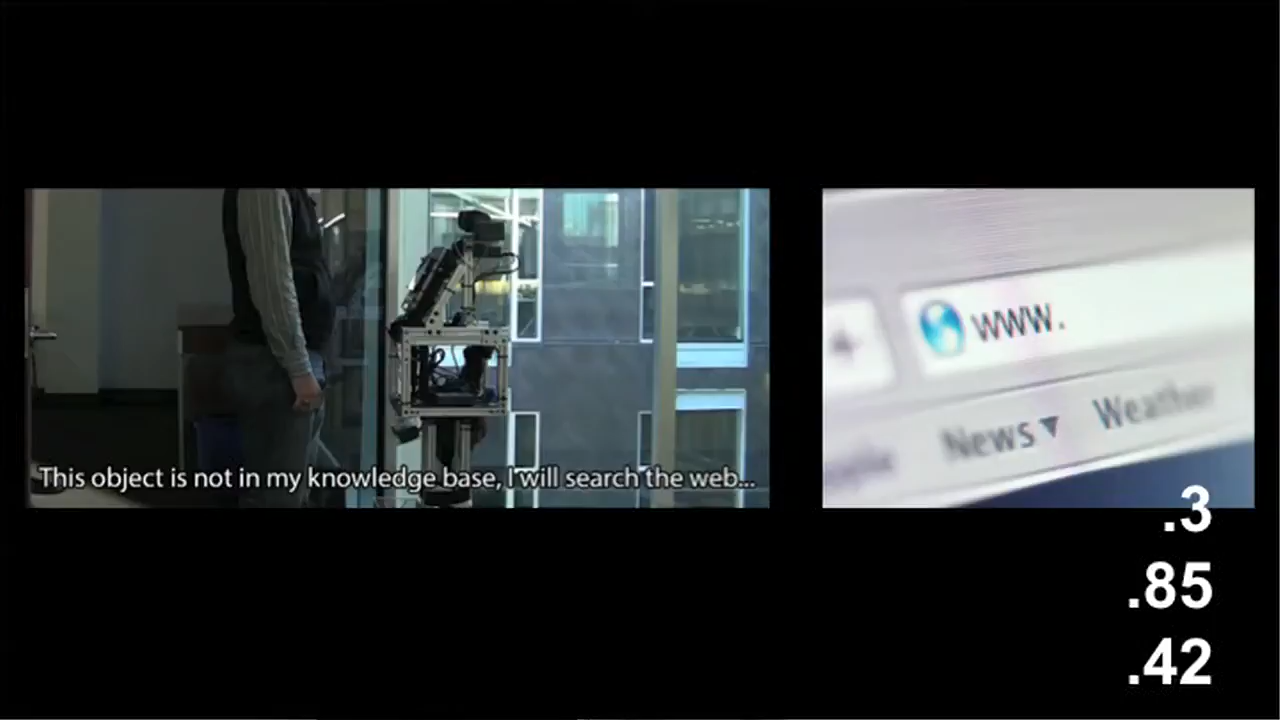 This object is not in my knowledge base, I will search the web...
www.
News ▼ Weather
.3
.85
.42